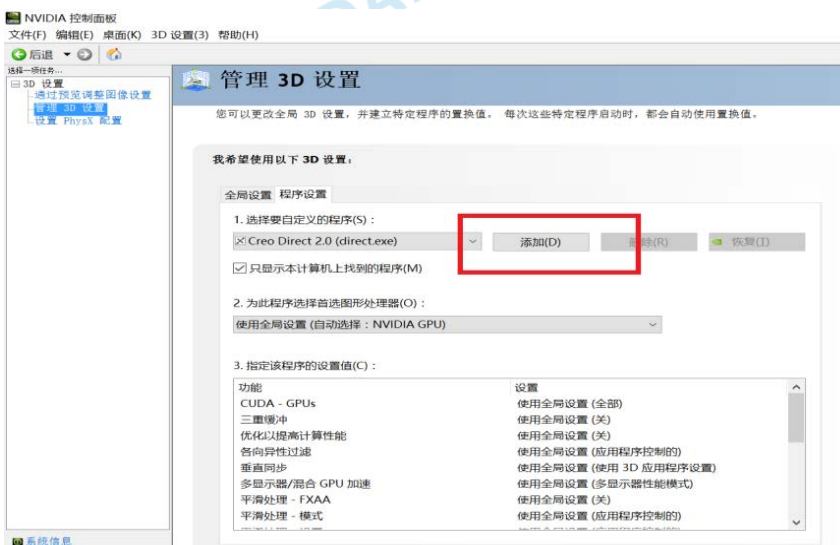 NVIDIA 控制面板
文件(F) 编辑(E) 桌面(K) 3D 设置(3) 帮助(H)
后退
选择一项任务...
3D 设置
通过预览调整图像设置
管理 3D 设置
设置 PhysX 配置
系统信息
管理 3D 设置
您可以更改全局 3D 设置，并建立特定程序的置换值。 每次这些特定程序启动时，都会自动使用置换值。
我希望使用以下 3D 设置:
全局设置 程序设置
1. 选择要自定义的程序(S)：
Creo Direct 2.0 (direct.exe) 添加(D) 删除(R) 恢复(T)
只显示本计算机上找到的程序(M)
2. 为此程序选择首选图形处理器(O)：
使用全局设置 (自动选择：NVIDIA GPU)
3. 指定该程序的设置值(C)：
功能 设置
CUDA - GPUs 使用全局设置 (全部)
三重缓冲 使用全局设置 (关)
优化以提高计算性能 使用全局设置 (关)
各向异性过滤 使用全局设置 (应用程序控制的)
垂直同步 使用全局设置 (使用 3D 应用程序设置)
多显示器/混合 GPU 加速 使用全局设置 (多显示器性能模式)
平滑处理 - FXAA 使用全局设置 (关)
平滑处理 - 模式 使用全局设置 (应用程序控制的)